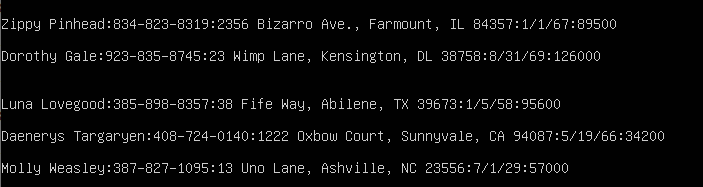 Zippy Pinhead:834-823-8319:2356 Bizarro Ave., Farmount, IL 84357:1/1/67:89500
Dorothy Gale:923-835-8745:23 Wimp Lane, Kensington, DL 38758:8/31/69:126000
Luna Lovegood:385-898-8357:38 Fife Way, Abilene, TX 39673:1/5/58:95600
Daenerys Targaryen:408-724-0140:1222 Oxbow Court, Sunnyvale, CA 94087:5/19/66:34200
Molly Weasley:387-827-1095:13 Uno Lane, Ashville, NC 23556:7/1/29:57000